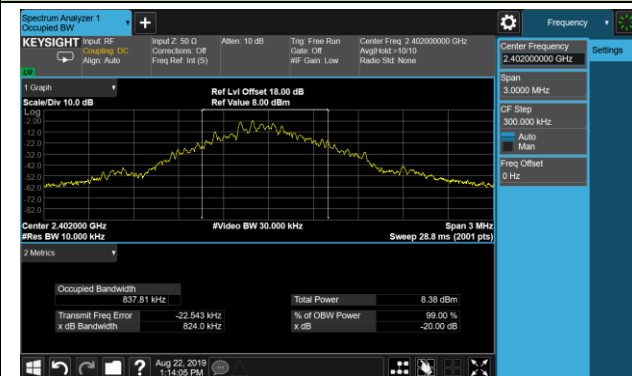 Spectrum Analyzer 1
Occupied BW
Frequency
KEYSIGHT
Input: RF
Coupling: DC
Align: Auto
Input Z: 50 Ω
Corrections: Off
Freq Ref: Int (S)
Atten: 10 dB
Trig: Free Run
Gate: Off
#IF Gain: Low
Center Freq: 2.402000000 GHz
Avg|Hold:>10/10
Radio Std: None
Center Frequency
2.402000000 GHz
Settings
Span
3.0000 MHz
CF Step
300.000 kHz
Auto
Man
Freq Offset
0 Hz
1 Graph
Scale/Div 10.0 dB
Ref Lvl Offset 18.00 dB
Ref Value 8.00 dBm
Log
-2.00
-12.0
-22.0
-32.0
-42.0
-52.0
-62.0
-72.0
-82.0
Center 2.402000 GHz
#Res BW 10.000 kHz
#Video BW 30.000 kHz
Span 3 MHz
Sweep 28.8 ms (2001 pts)
2 Metrics
Occupied Bandwidth
837.81 kHz
Total Power 8.38 dBm
Transmit Freq Error -22.543 kHz
% of OBW Power 99.00 %
x dB Bandwidth 824.0 kHz
x dB -20.00 dB
Aug 22, 2019
1:14:05 PM